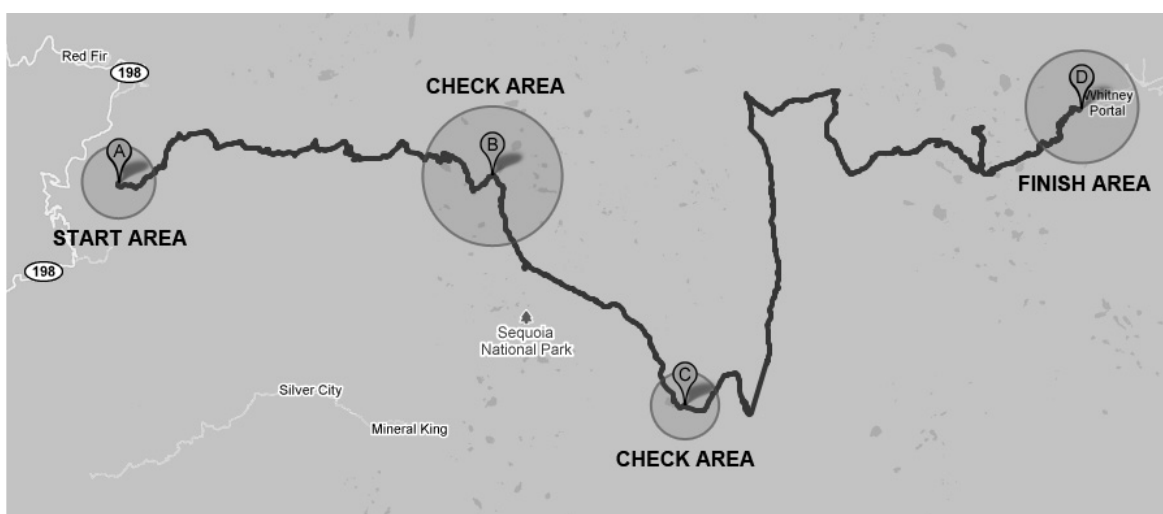 Red Fir
198
CHECK AREA
D
Whitney
Portal
A
B
FINISH AREA
START AREA
198
Sequoia
National Park
C
Silver City
Mineral King
CHECK AREA